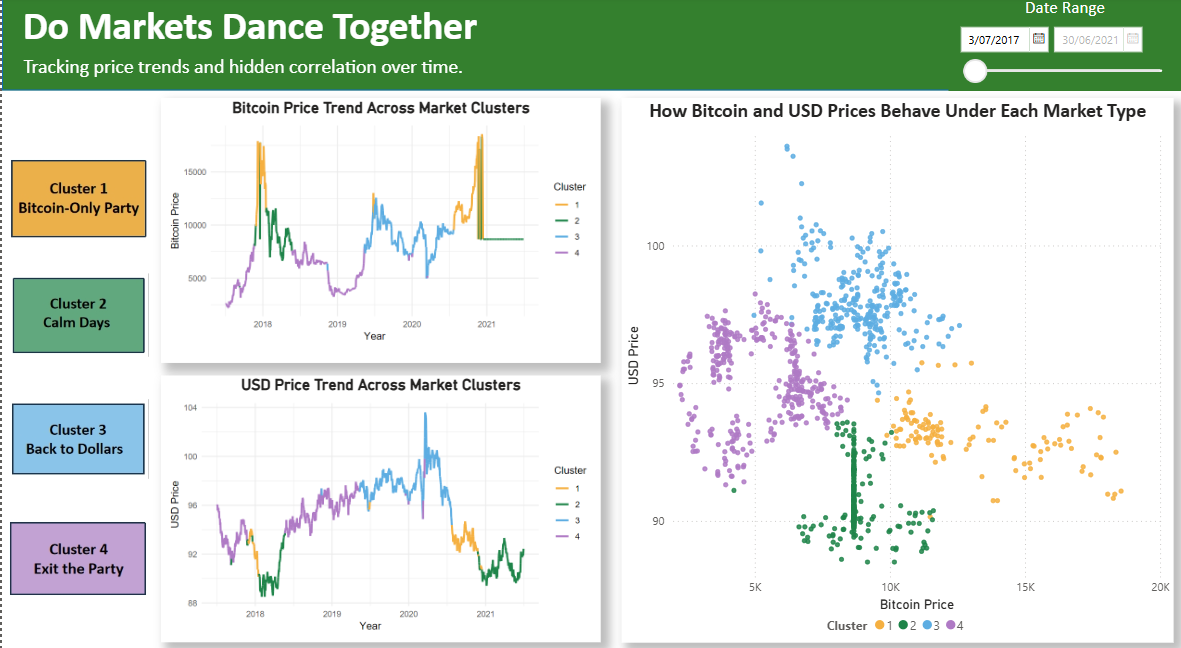 Do Markets Dance Together
Tracking price trends and hidden correlation over time.
Date Range
3/07/2017
30/06/2021
Cluster 1
Bitcoin-Only Party
Cluster 2
Calm Days
Cluster 3
Back to Dollars
Cluster 4
Exit the Party
Bitcoin Price Trend Across Market Clusters
Bitcoin Price
15000
10000
5000
2018 2019 2020 2021
Year
Cluster
1
2
3
4
USD Price Trend Across Market Clusters
USD Price
104
100
96
92
88
2018 2019 2020 2021
Year
Cluster
1
2
3
4
How Bitcoin and USD Prices Behave Under Each Market Type
USD Price
100
95
90
5K 10K 15K 20K
Bitcoin Price
Cluster 1 2 3 4